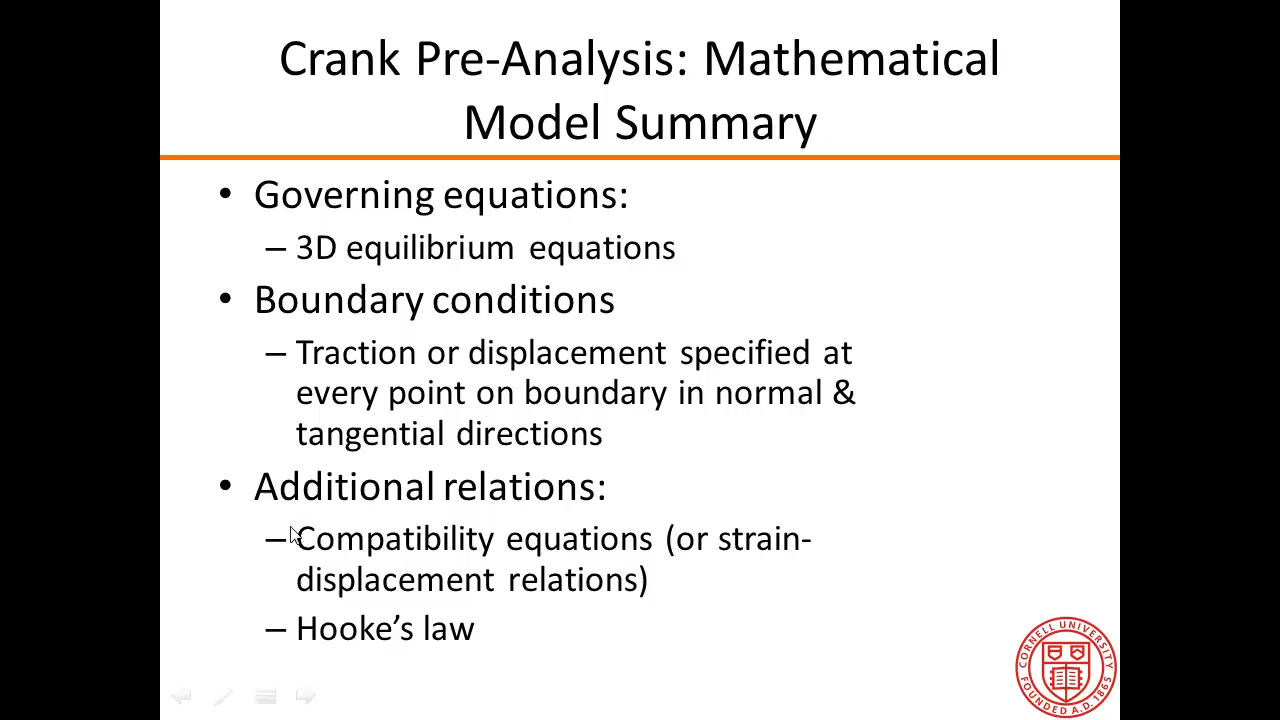 Crank Pre-Analysis: Mathematical
Model Summary
• Governing equations:
– 3D equilibrium equations
• Boundary conditions
– Traction or displacement specified at
every point on boundary in normal &
tangential directions
• Additional relations:
– Compatibility equations (or strain-
displacement relations)
– Hooke’s law
CORNELL UNIVERSITY
FOUNDED A.D. 1865